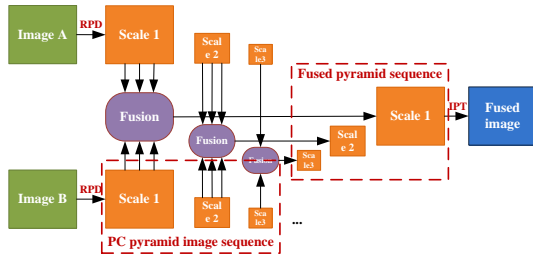 Image A
RPD
Scale 1
Scal
e 2
Sca
le3
Fused pyramid sequence
Fusion
Fusion
Scale 1
IPT
Fused
image
Scal
e 2
Sca
le3
Image B
RPD
Scale 1
Scal
e 2
Sca
le3
...
PC pyramid image sequence